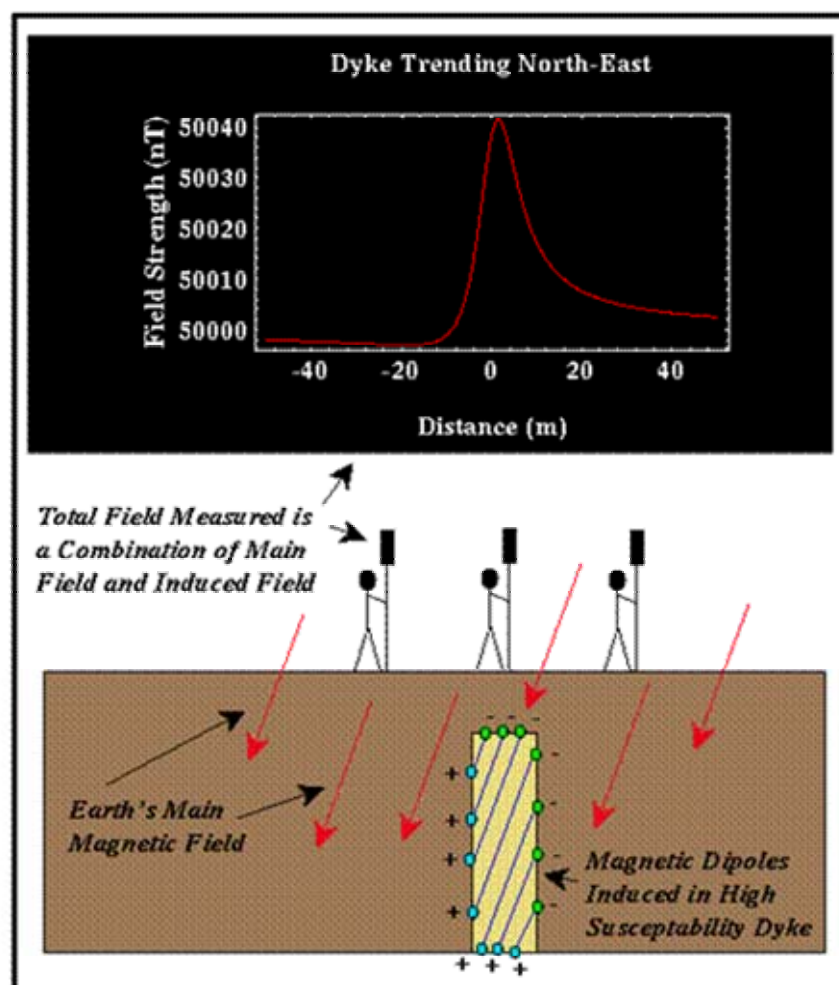 Dyke Trending North-East
Field Strength (nT)
50040
50030
50020
50010
50000
-40 -20 0 20 40
Distance (m)
Total Field Measured is
a Combination of Main
Field and Induced Field
- - -
-
+
-
+
+
-
+
-
+ + +
Earth's Main
Magnetic Field
Magnetic Dipoles
Induced in High
Susceptability Dyke